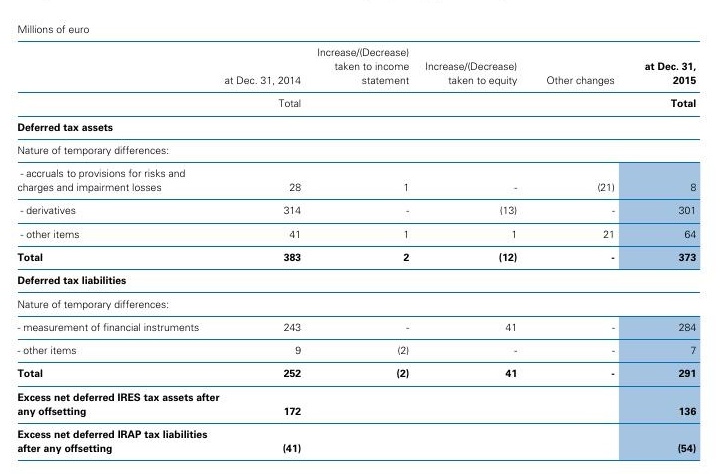 Millions of euro
at Dec. 31, 2014 Increase/(Decrease) taken to income statement Increase/(Decrease) taken to equity Other changes at Dec. 31, 2015
Total Total
Deferred tax assets
Nature of temporary differences:
- accruals to provisions for risks and
charges and impairment losses 28 1 - (21) 8
- derivatives 314 - (13) - 301
- other items 41 1 1 21 64
Total 383 2 (12) - 373
Deferred tax liabilities
Nature of temporary differences:
- measurement of financial instruments 243 - 41 - 284
- other items 9 (2) - - 7
Total 252 (2) 41 - 291
Excess net deferred IRES tax assets after
any offsetting 172 136
Excess net deferred IRAP tax liabilities
after any offsetting (41) (54)